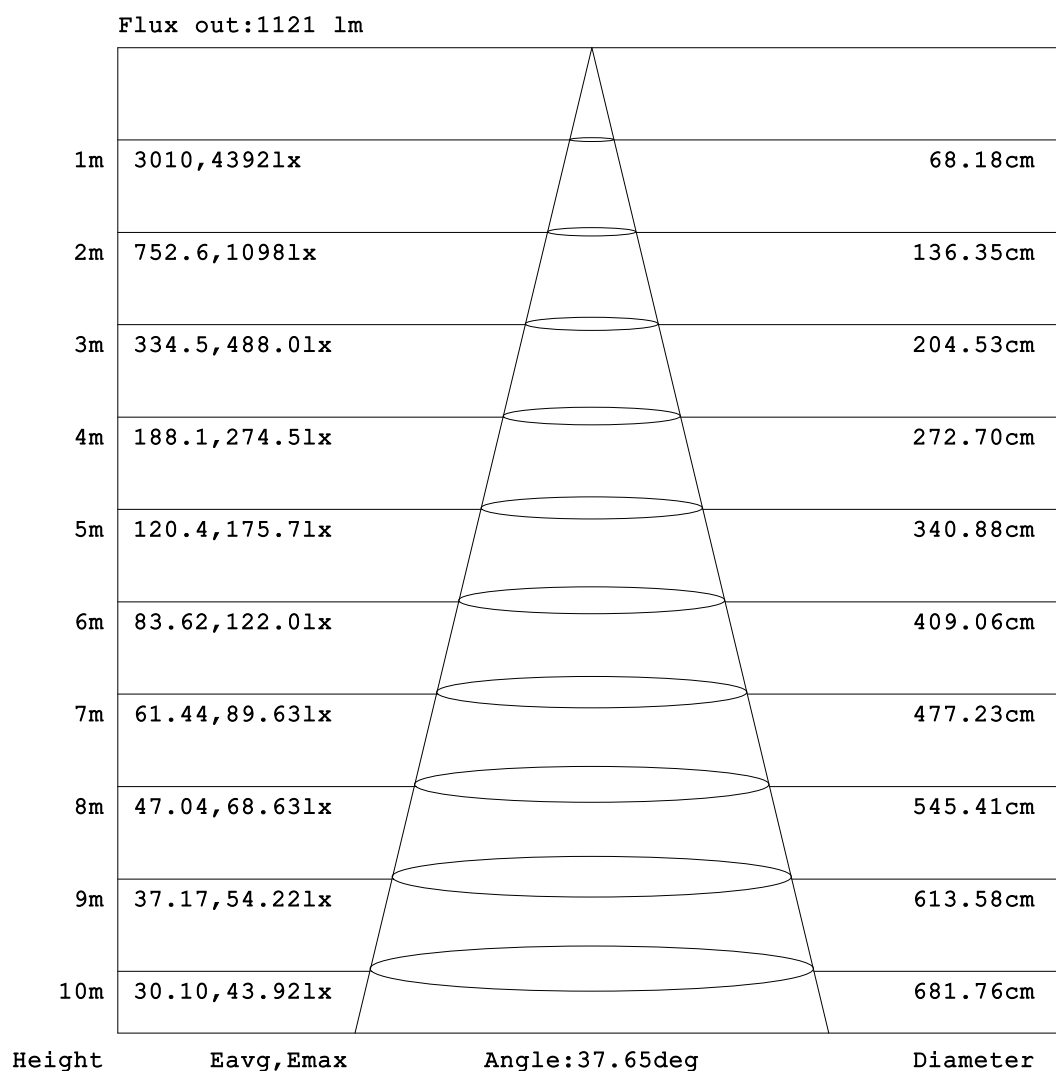 Flux out:1121 lm
1m 3010,4392lx 68.18cm
2m 752.6,1098lx 136.35cm
3m 334.5,488.0lx 204.53cm
4m 188.1,274.5lx 272.70cm
5m 120.4,175.7lx 340.88cm
6m 83.62,122.0lx 409.06cm
7m 61.44,89.63lx 477.23cm
8m 47.04,68.63lx 545.41cm
9m 37.17,54.22lx 613.58cm
10m 30.10,43.92lx 681.76cm
Height Eavg,Emax Angle:37.65deg Diameter